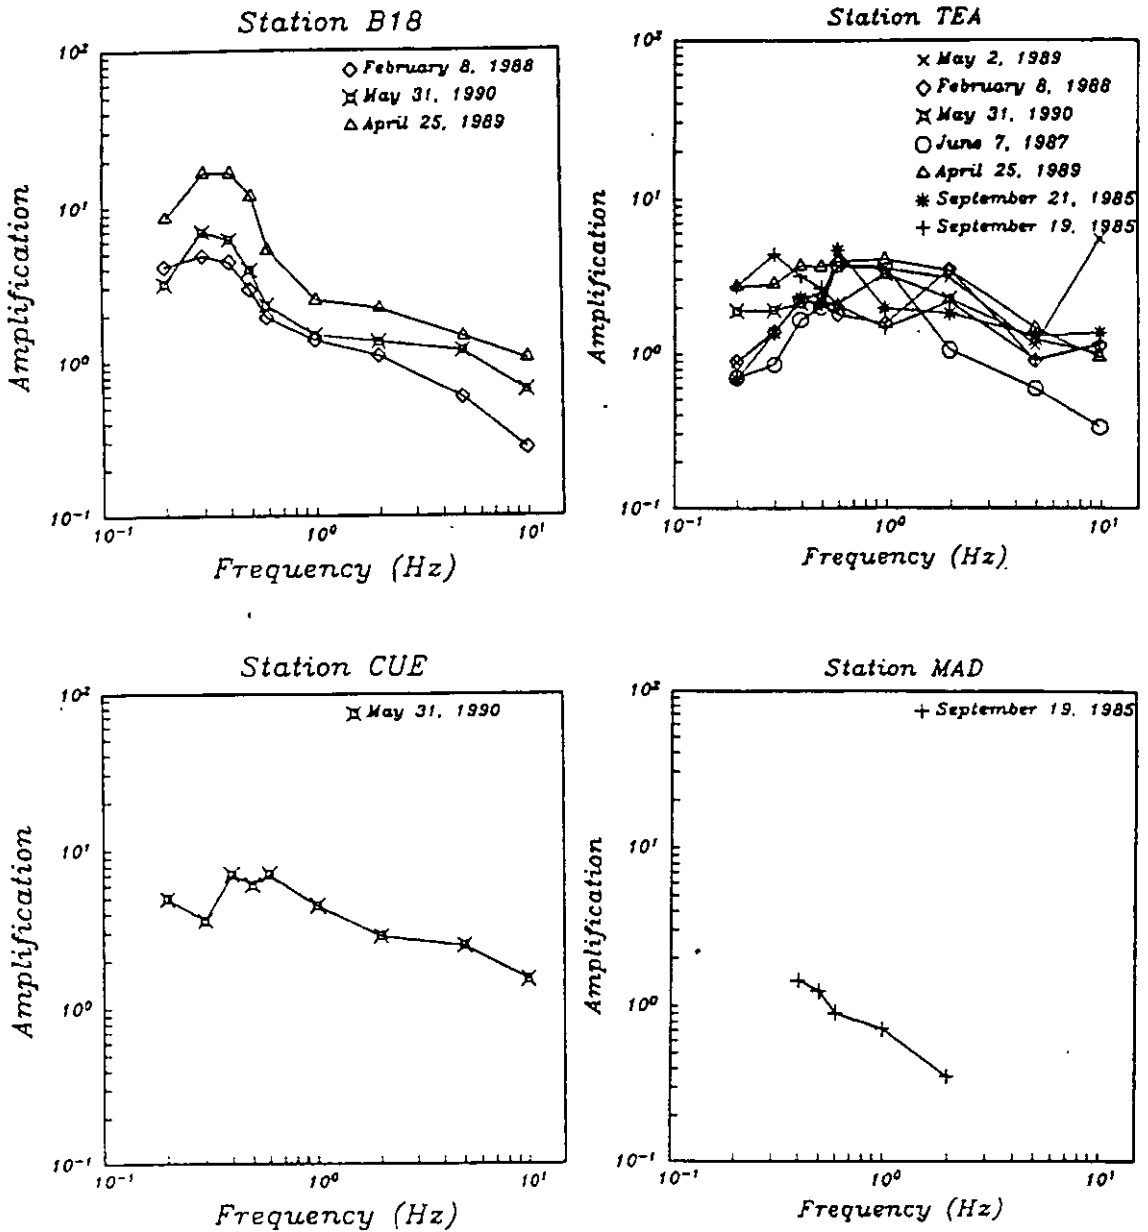 Station B18
10²
February 8, 1988
May 31, 1990
April 25, 1989
Amplification
10¹
10⁰
10⁻¹
10⁻¹
10⁰
10¹
Frequency (Hz)
Station TEA
10²
May 2, 1989
February 8, 1988
May 31, 1990
June 7, 1987
April 25, 1989
September 21, 1985
September 19, 1985
Amplification
10¹
10⁰
10⁻¹
10⁻¹
10⁰
10¹
Frequency (Hz)
Station CUE
10²
May 31, 1990
Amplification
10¹
10⁰
10⁻¹
10⁻¹
10⁰
10¹
Frequency (Hz)
Station MAD
10²
September 19, 1985
Amplification
10¹
10⁰
10⁻¹
10⁻¹
10⁰
10¹
Frequency (Hz)